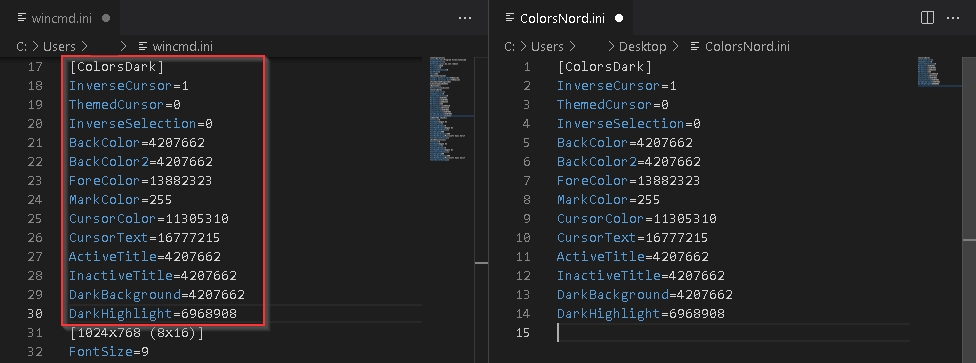 wincmd.ini
C: > Users > > wincmd.ini
17 [ColorsDark]
18 InverseCursor=1
19 ThemedCursor=0
20 InverseSelection=0
21 BackColor=4207662
22 BackColor2=4207662
23 ForeColor=13882323
24 MarkColor=255
25 CursorColor=11305310
26 CursorText=16777215
27 ActiveTitle=4207662
28 InactiveTitle=4207662
29 DarkBackground=4207662
30 DarkHighlight=6968908
31 [1024x768 (8x16)]
32 FontSize=9
ColorsNord.ini
C: > Users > > Desktop > ColorsNord.ini
1 [ColorsDark]
2 InverseCursor=1
3 ThemedCursor=0
4 InverseSelection=0
5 BackColor=4207662
6 BackColor2=4207662
7 ForeColor=13882323
8 MarkColor=255
9 CursorColor=11305310
10 CursorText=16777215
11 ActiveTitle=4207662
12 InactiveTitle=4207662
13 DarkBackground=4207662
14 DarkHighlight=6968908
15